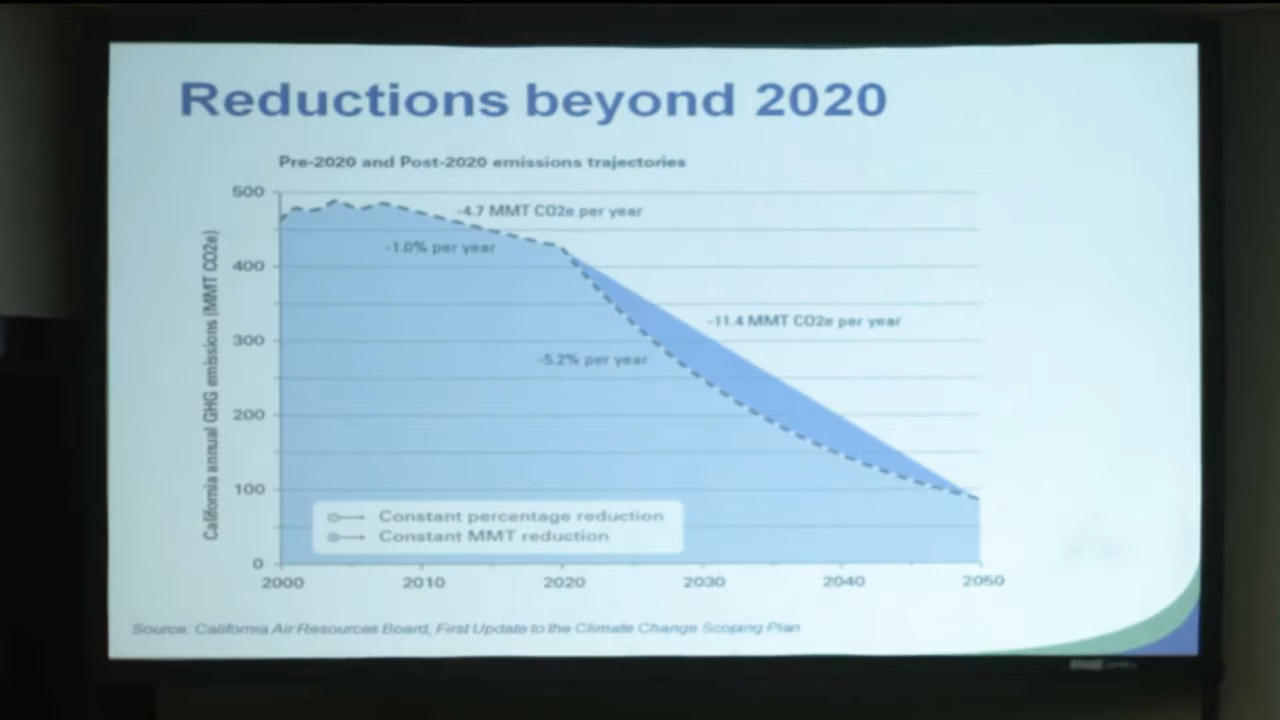 Reductions beyond 2020
Pre-2020 and Post-2020 emissions trajectories
California annual GHG emissions (MMT CO2e)
500
400
300
200
100
0
-4.7 MMT CO2e per year
-1.0% per year
-11.4 MMT CO2e per year
-5.2% per year
Constant percentage reduction
Constant MMT reduction
2000 2010 2020 2030 2040 2050
Source: California Air Resources Board, First Update to the Climate Change Scoping Plan